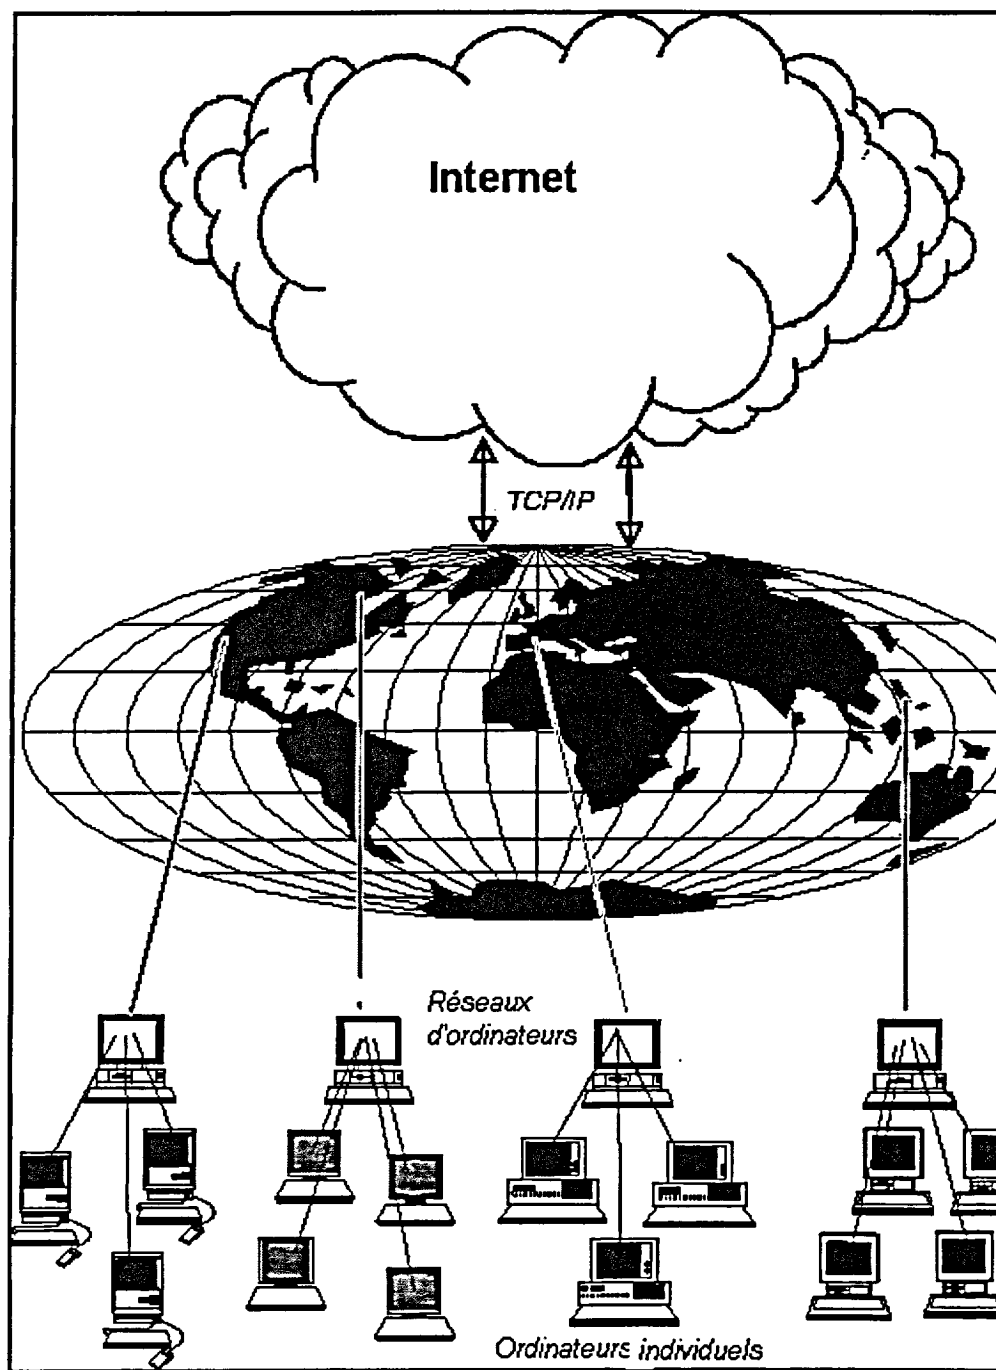 Internet
TCP/IP
Réseaux
d'ordinateurs
Ordinateurs individuels